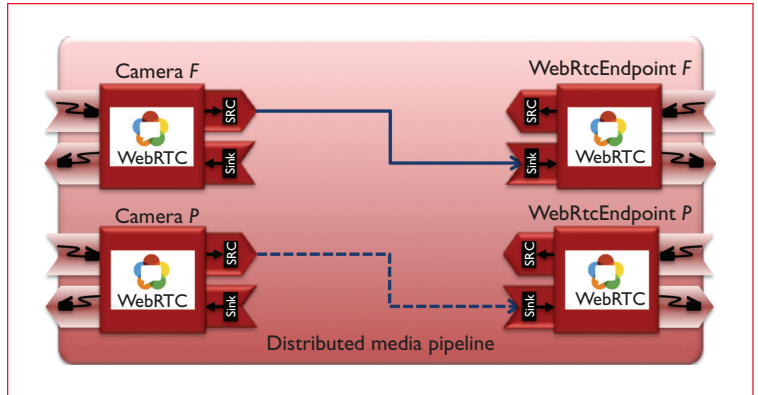 Camera F
WebRtcEndpoint F
SRC
WebRTC
Sink
SRC
WebRTC
Sink
Camera P
WebRtcEndpoint P
SRC
WebRTC
Sink
SRC
WebRTC
Sink
Distributed media pipeline